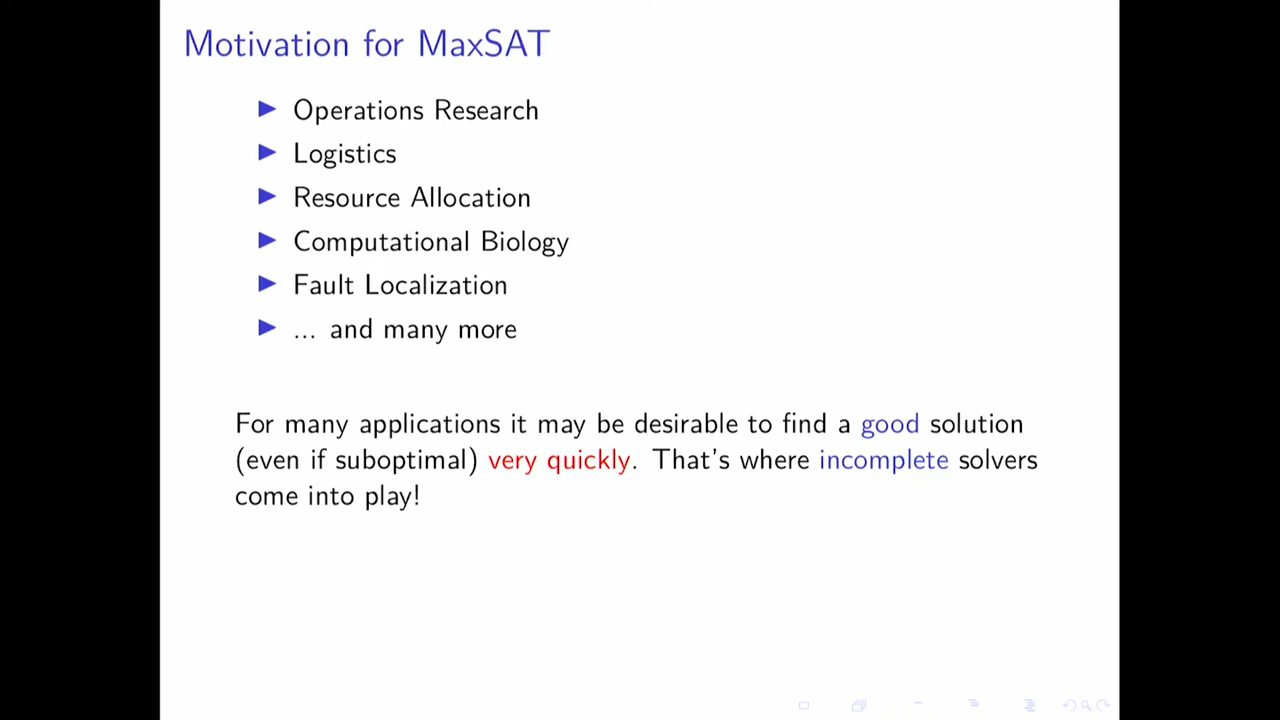 Motivation for MaxSAT
Operations Research
Logistics
Resource Allocation
Computational Biology
Fault Localization
... and many more
For many applications it may be desirable to find a good solution
(even if suboptimal) very quickly. That's where incomplete solvers
come into play!